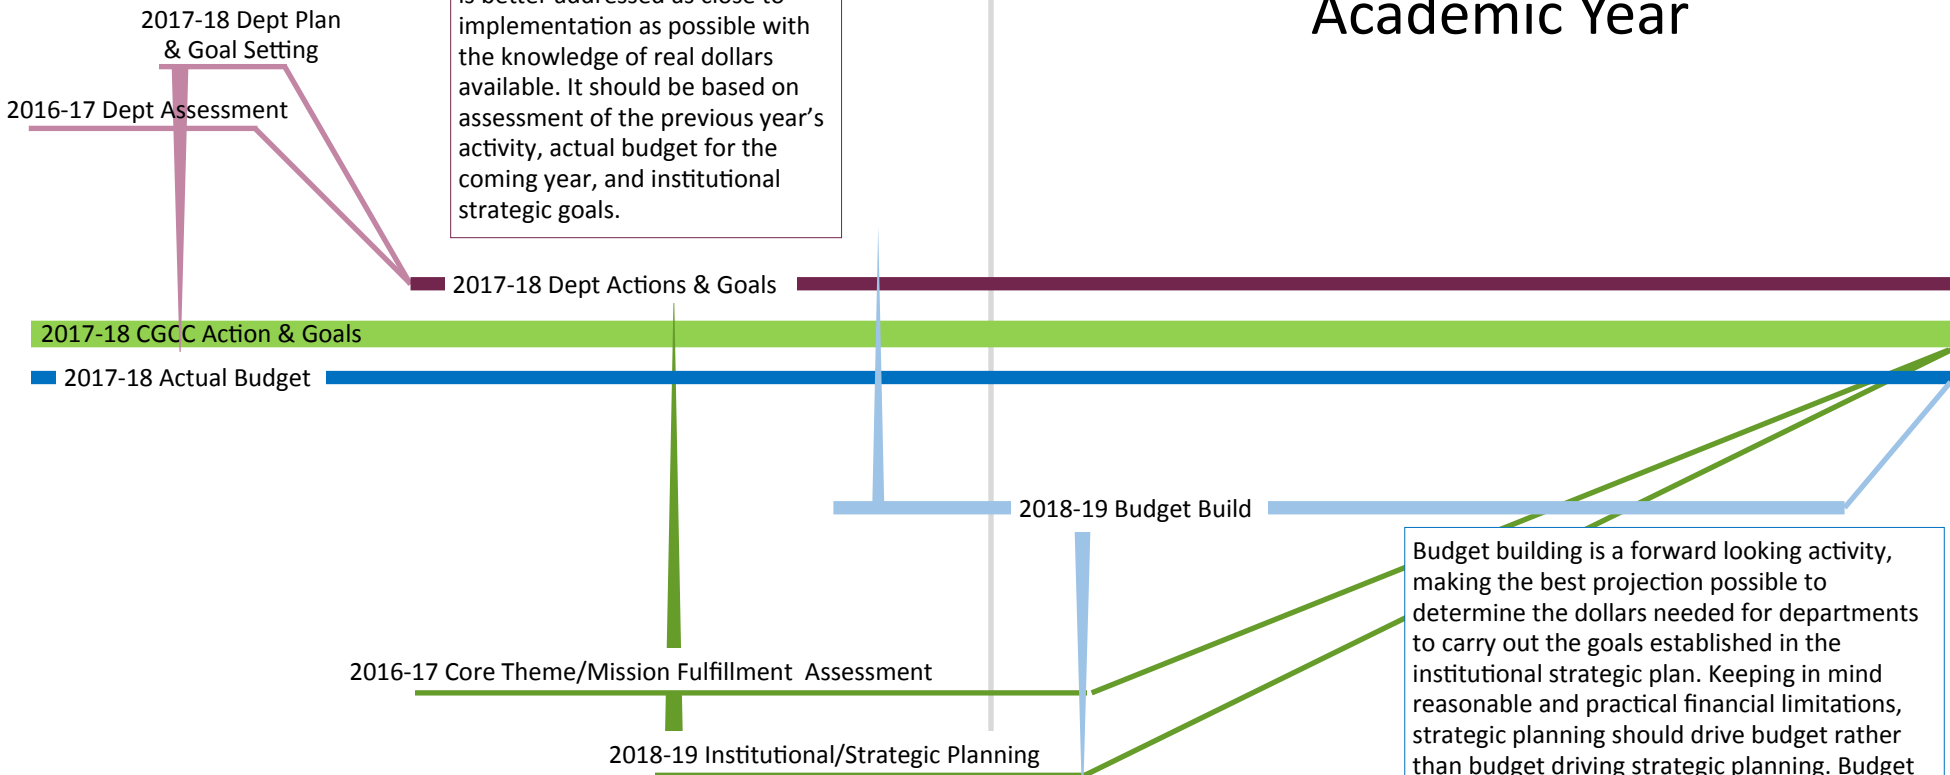 Academic Year
2017-18 Dept Plan
& Goal Setting
2016-17 Dept Assessment
is better addressed as close to
implementation as possible with
the knowledge of real dollars
available. It should be based on
assessment of the previous year’s
activity, actual budget for the
coming year, and institutional
strategic goals.
2017-18 Dept Actions & Goals
2017-18 CGCC Action & Goals
2017-18 Actual Budget
2018-19 Budget Build
Budget building is a forward looking activity,
making the best projection possible to
determine the dollars needed for departments
to carry out the goals established in the
institutional strategic plan. Keeping in mind
reasonable and practical financial limitations,
strategic planning should drive budget rather
than budget driving strategic planning. Budget
2016-17 Core Theme/Mission Fulfillment Assessment
2018-19 Institutional/Strategic Planning